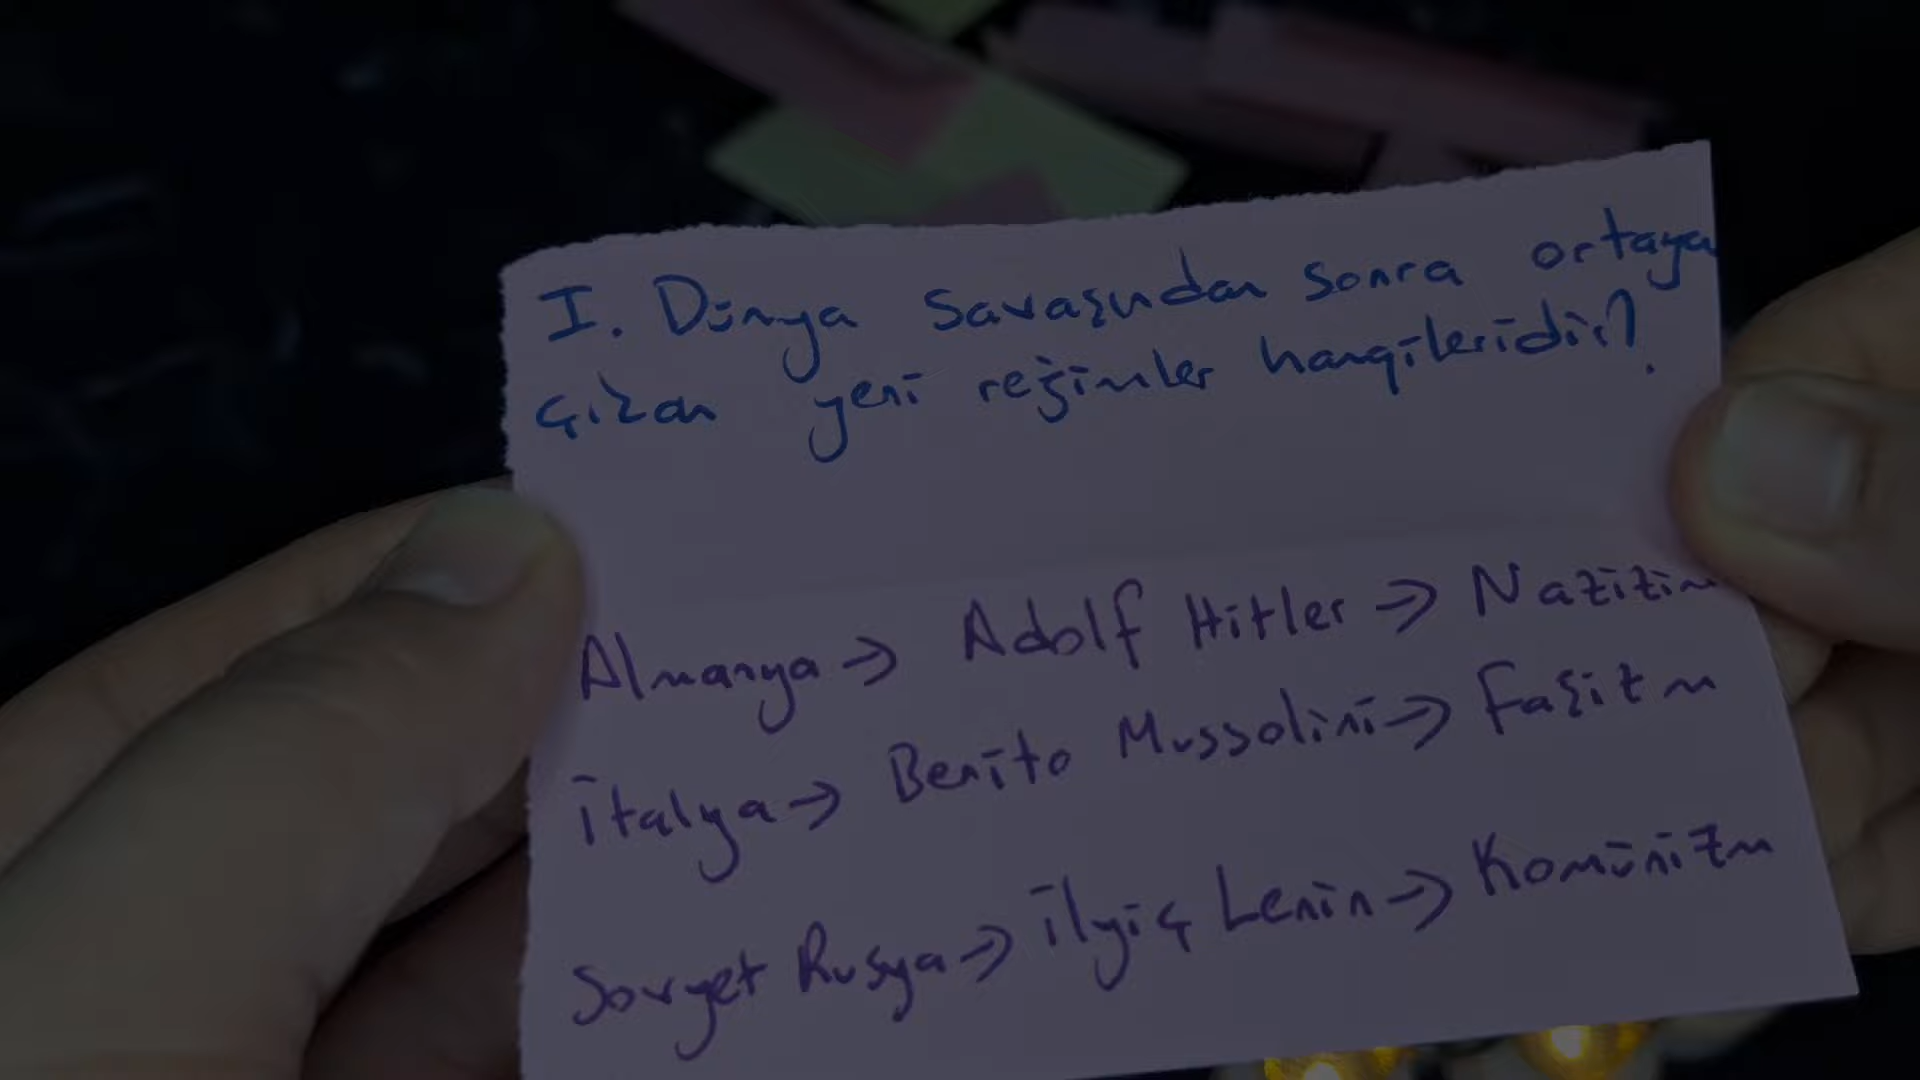 I. Dünya Savaşından sonra ortaya
çıkan yeni rejimler hangileridir?
Almanya → Adolf Hitler → Nazizim
İtalya → Benito Mussolini → Faşizm
Sovyet Rusya → İlyiç Lenin → Komünizm